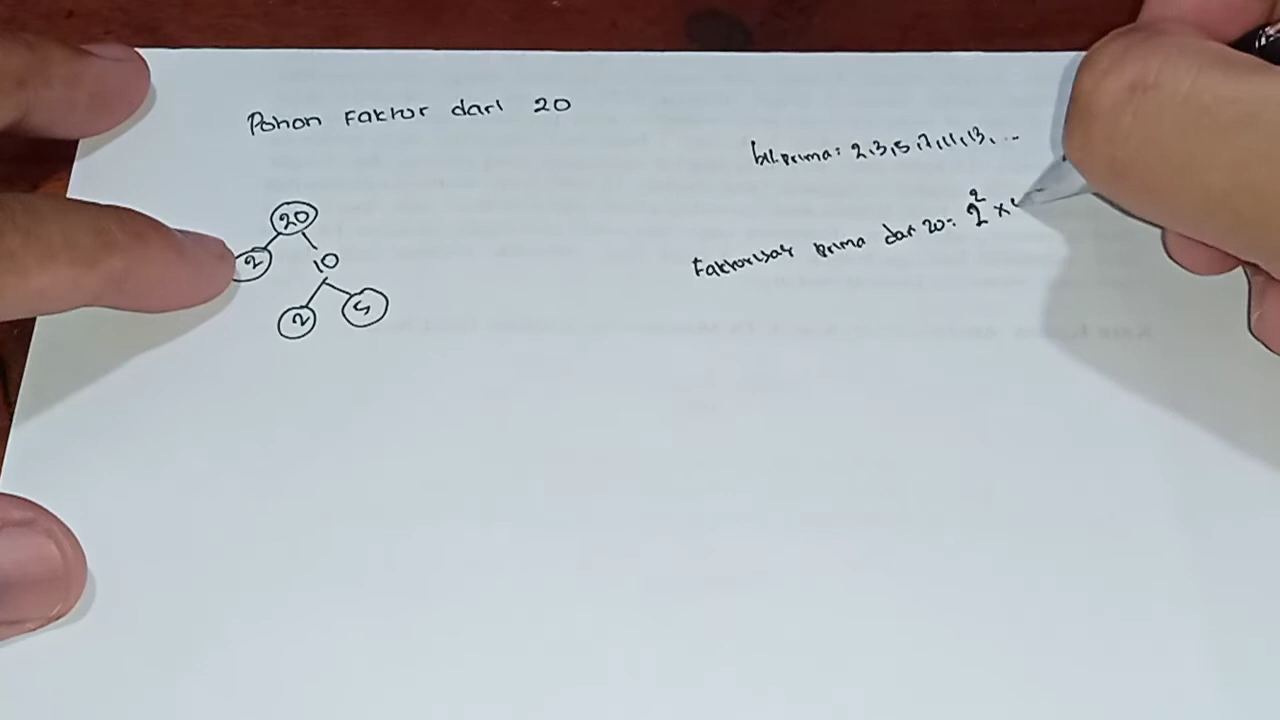 Pohon Faktor dari 20
bil.prima: 2,3,5,7,11,13, ...
Faktorisasi prima dari 20 = 2² ×
20
2 10
2 5